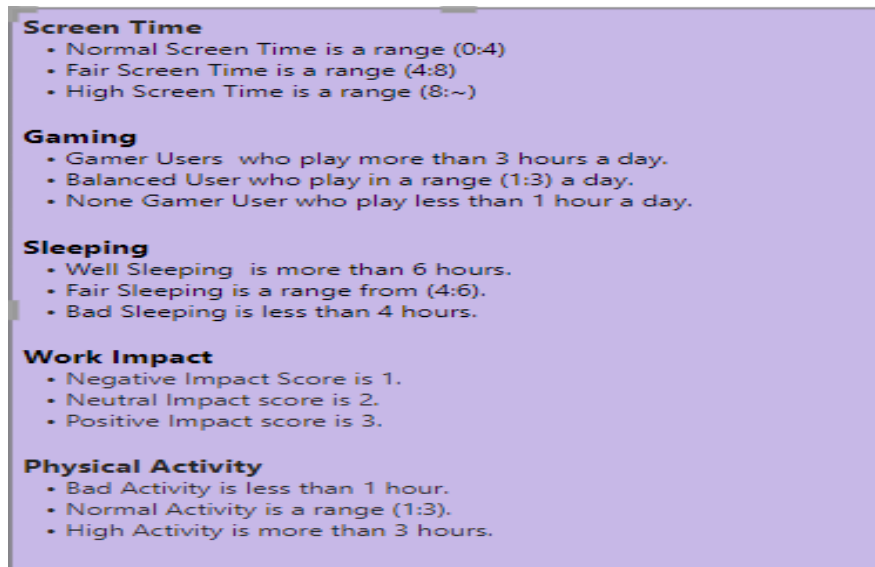 Screen Time
• Normal Screen Time is a range (0:4)
• Fair Screen Time is a range (4:8)
• High Screen Time is a range (8:~)
Gaming
• Gamer Users  who play more than 3 hours a day.
• Balanced User who play in a range (1:3) a day.
• None Gamer User who play less than 1 hour a day.
Sleeping
• Well Sleeping  is more than 6 hours.
• Fair Sleeping is a range from (4:6).
• Bad Sleeping is less than 4 hours.
Work Impact
• Negative Impact Score is 1.
• Neutral Impact score is 2.
• Positive Impact score is 3.
Physical Activity
• Bad Activity is less than 1 hour.
• Normal Activity is a range (1:3).
• High Activity is more than 3 hours.